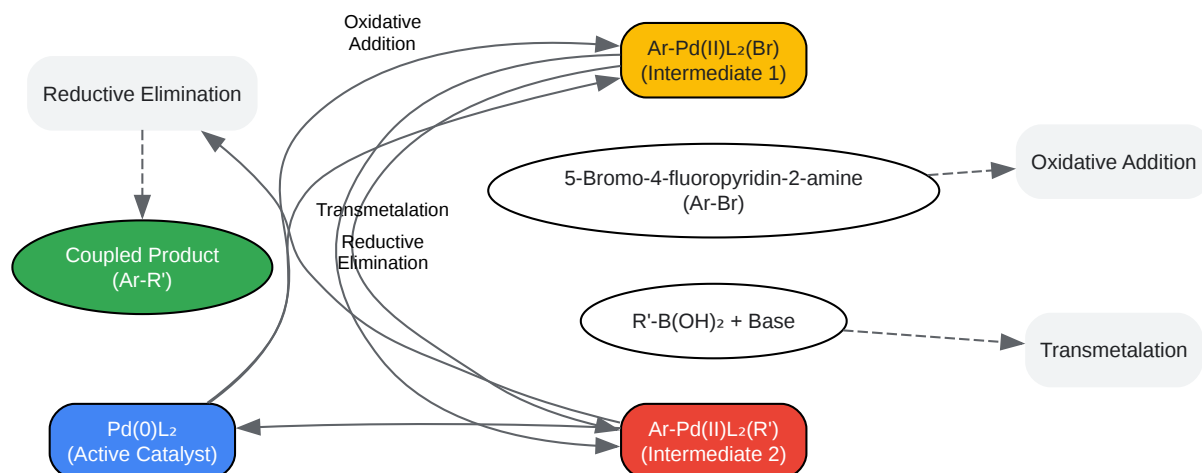 Oxidative
Addition
Ar-Pd(II)L₂(Br)
(Intermediate 1)
Reductive Elimination
Oxidative Addition
5-Bromo-4-fluoropyridin-2-amine
(Ar-Br)
Transmetalation
Reductive
Elimination
Coupled Product
(Ar-R')
R'-B(OH)₂ + Base
Transmetalation
Pd(0)L₂
(Active Catalyst)
Ar-Pd(II)L₂(R')
(Intermediate 2)